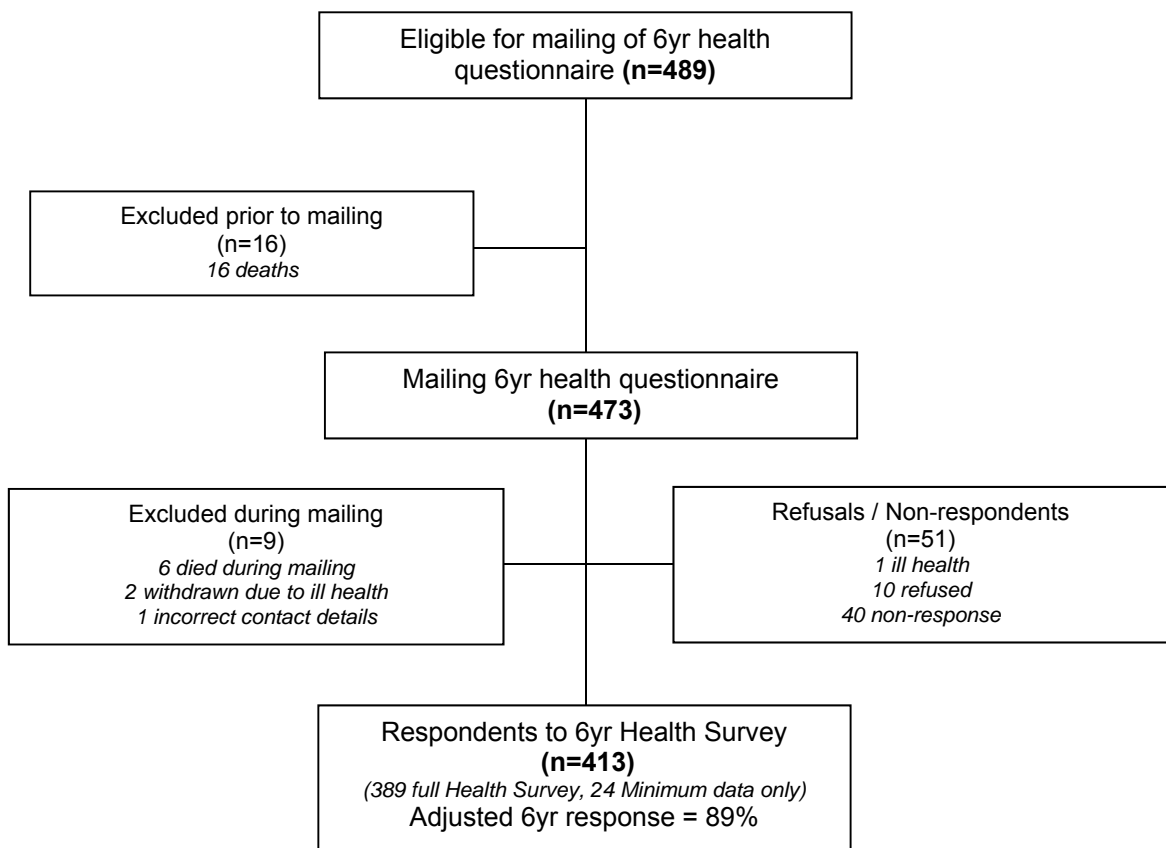 Eligible for mailing of 6yr health
questionnaire (n=489)
Excluded prior to mailing
(n=16)
16 deaths
Mailing 6yr health questionnaire
(n=473)
Excluded during mailing
(n=9)
6 died during mailing
2 withdrawn due to ill health
1 incorrect contact details
Refusals / Non-respondents
(n=51)
1 ill health
10 refused
40 non-response
Respondents to 6yr Health Survey
(n=413)
(389 full Health Survey, 24 Minimum data only)
Adjusted 6yr response = 89%